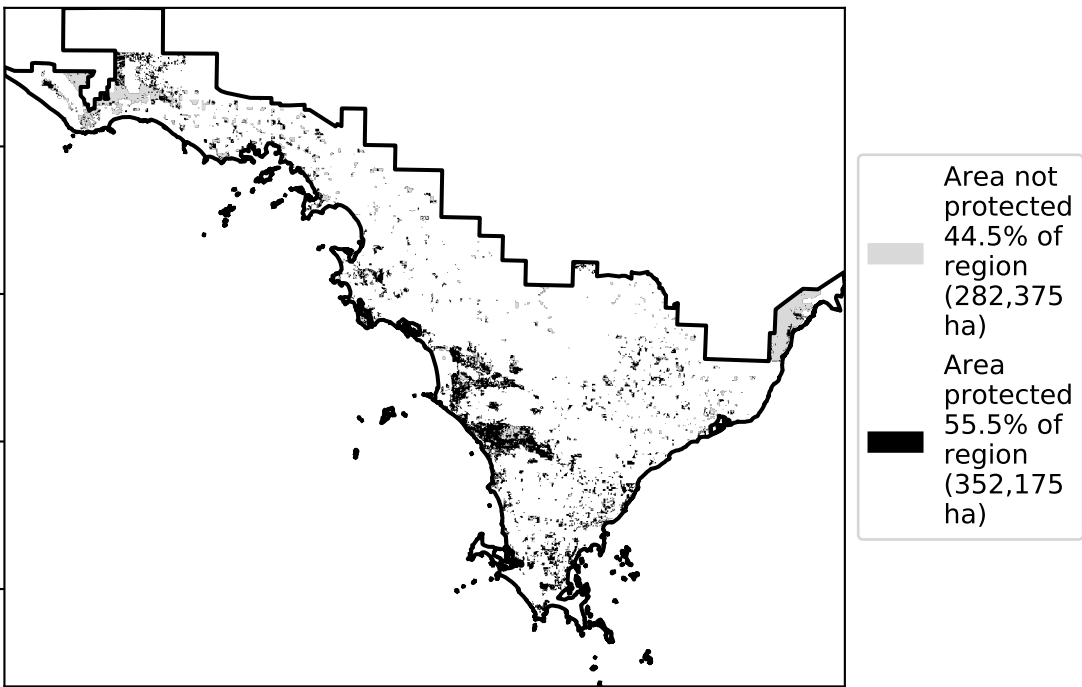 Area not
protected
44.5% of
region
(282,375
ha)
Area
protected
55.5% of
region
(352,175
ha)